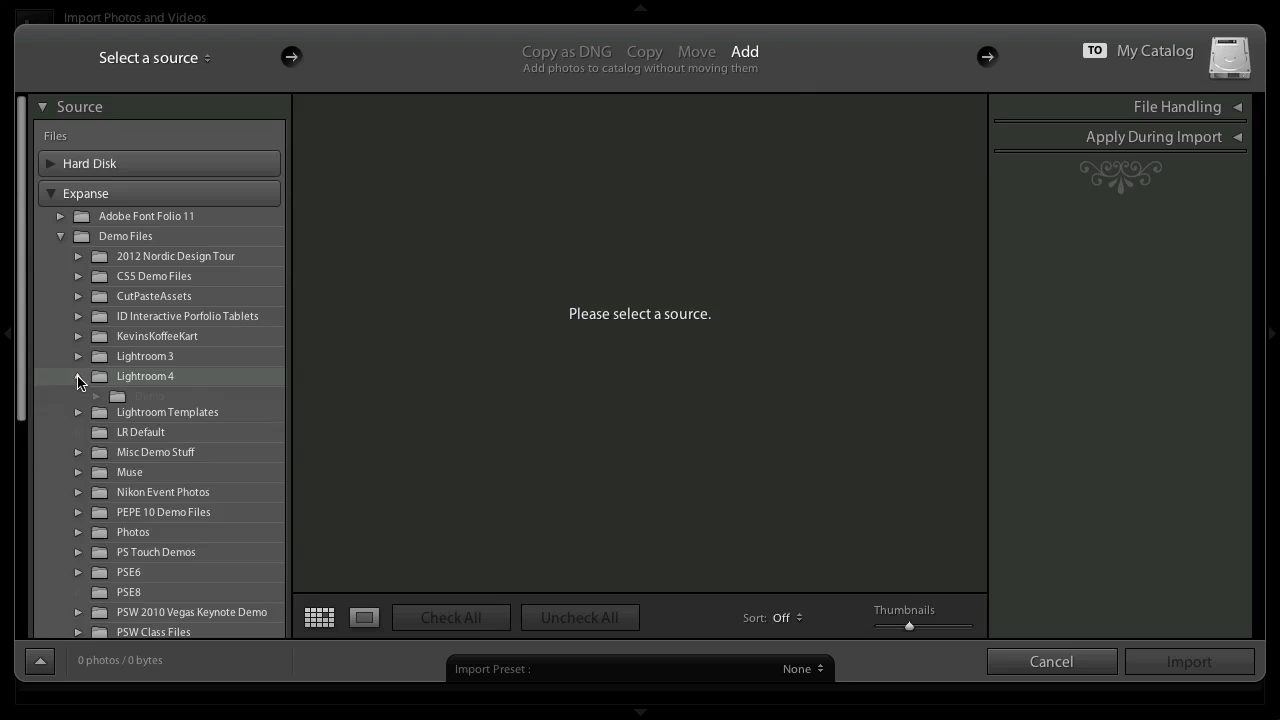 Import Photos and Videos
Select a source
Copy as DNG Copy Move Add
Add photos to catalog without moving them
TO My Catalog
Source
Files
Hard Disk
Expanse
Adobe Font Folio 11
Demo Files
2012 Nordic Design Tour
CS5 Demo Files
CutPasteAssets
ID Interactive Porfolio Tablets
KevinsKoffeeKart
Lightroom 3
Lightroom 4
Demo
Lightroom Templates
LR Default
Misc Demo Stuff
Muse
Nikon Event Photos
PEPE 10 Demo Files
Photos
PS Touch Demos
PSE6
PSE8
PSW 2010 Vegas Keynote Demo
PSW Class Files
Please select a source.
File Handling
Apply During Import
Check All Uncheck All Sort: Off Thumbnails
0 photos / 0 bytes
Import Preset : None
Cancel Import